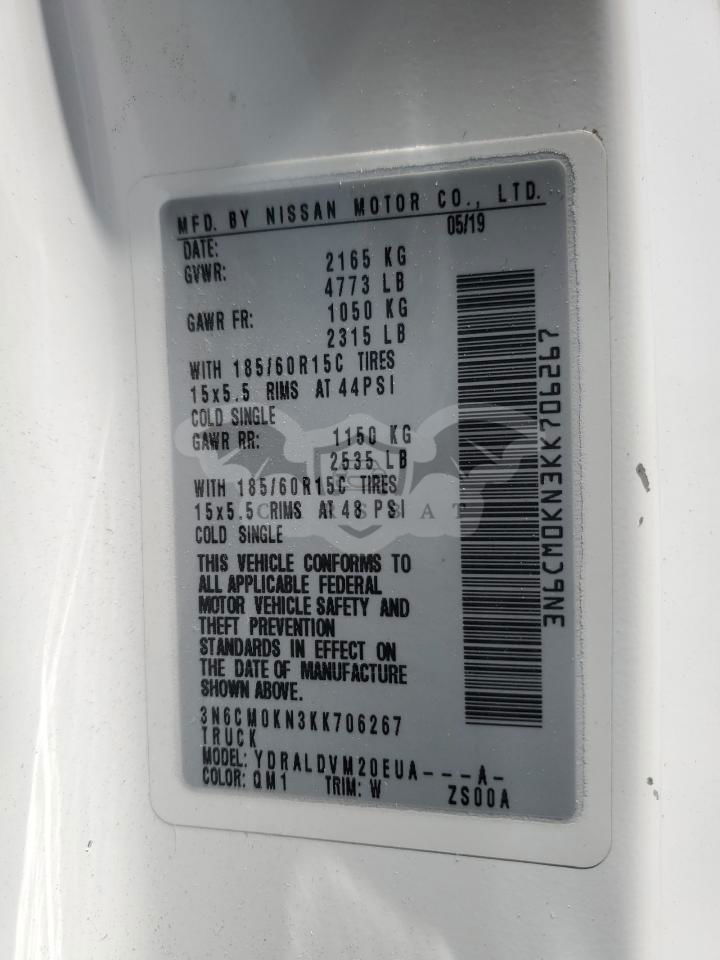 MFD. BY NISSAN MOTOR CO., LTD.
DATE: 05/19
GVWR: 2165 KG
4773 LB
GAWR FR: 1050 KG
2315 LB
WITH 185/60R15C TIRES
15x5.5 RIMS AT 44PSI
COLD SINGLE
GAWR RR: 1150 KG
2535 LB
WITH 185/60R15C TIRES
15x5.5 RIMS AT 48 PSI
COLD SINGLE
THIS VEHICLE CONFORMS TO
ALL APPLICABLE FEDERAL
MOTOR VEHICLE SAFETY AND
THEFT PREVENTION
STANDARDS IN EFFECT ON
THE DATE OF MANUFACTURE
SHOWN ABOVE.
3N6CM0KN3KK706267
TRUCK
MODEL: YDRALDVM20EUA---A-
COLOR: QM1 TRIM: W ZS00A
3N6CM0KN3KK706267